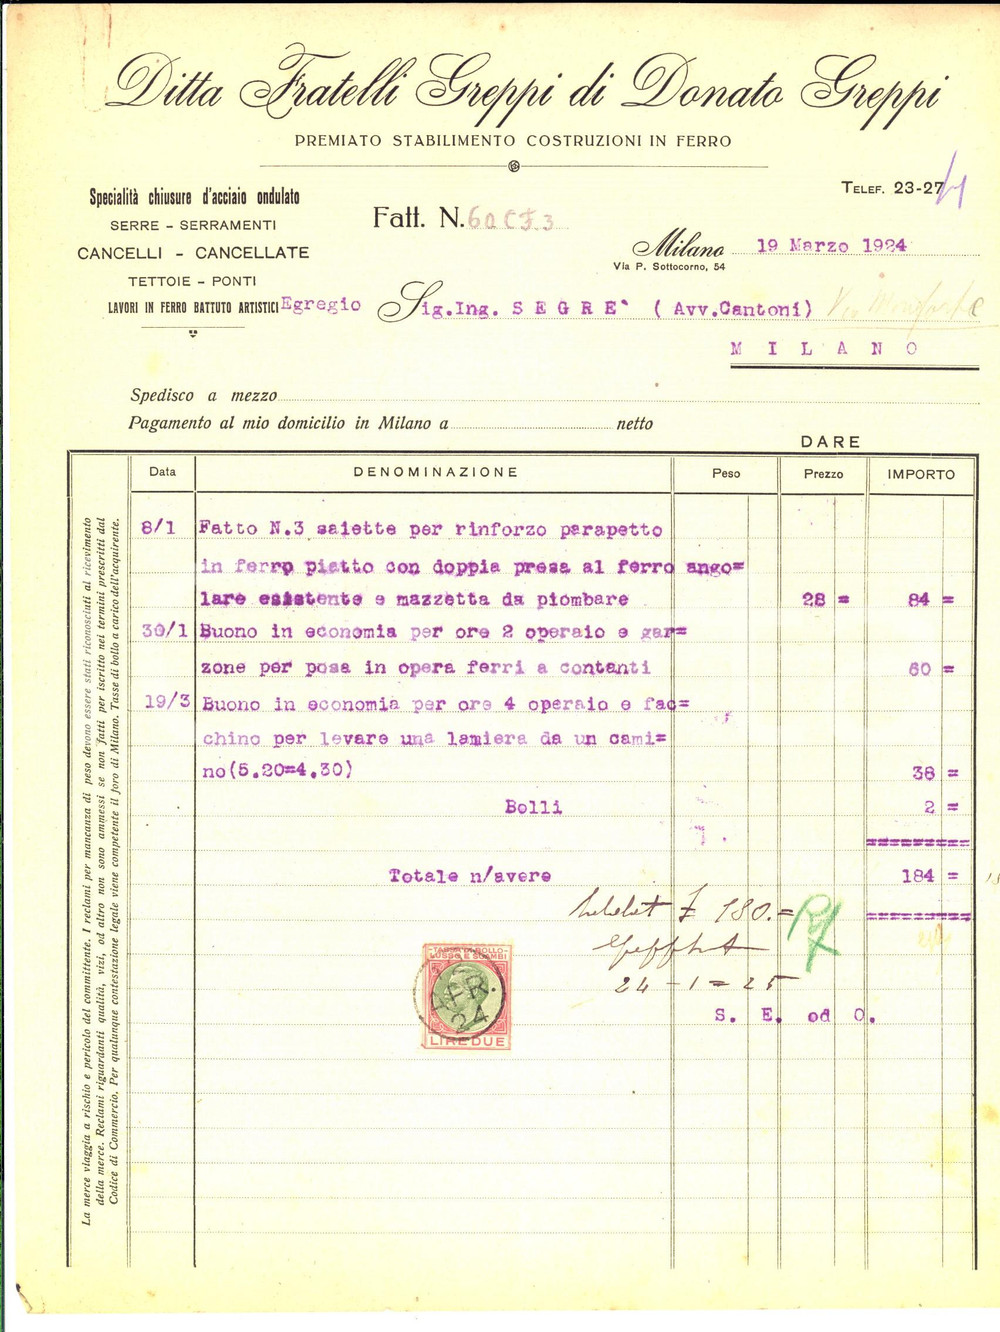 Ditta Fratelli Greppi di Donato Greppi
PREMIATO STABILIMENTO COSTRUZIONI IN FERRO
TELEF. 23-27
Specialità chiusure d'acciaio ondulato
SERRE - SERRAMENTI
CANCELLI - CANCELLATE
TETTOIE - PONTI
LAVORI IN FERRO BATTUTO ARTISTICI
Fatt. N.
Milano 19 Marzo 1924
Via P. Sottocorno, 54
Egregio Sig.Ing. S E G R E` ( Avv.Cantoni)
M I L A N O
Spedisco a mezzo
Pagamento al mio domicilio in Milano a netto
DARE
Data DENOMINAZIONE Peso Prezzo IMPORTO
8/1 Fatto N.3 saiette per rinforzo parapetto
in ferro piatto con doppia presa al ferro ango=
lare esistente e mazzetta da piombare 28 = 84 =
30/1 Buono in economia per ore 2 operaio e gar=
zone per posa in opera ferri a contanti 60 =
19/3 Buono in economia per ore 4 operaio e fac=
chino per levare una lamiera da un cami=
no(5.20=4.30) 38 =
Bolli 2 =
=========
Totale n/avere 184 =
=========
180.=
24-1=25
S. E. od O.
TASSA DI BOLLO
LUSSO E SCAMBI
FR.
24
LIRE DUE
La merce viaggia a rischio e pericolo del committente. I reclami per mancanza di peso devono essere stati riconosciuti al ricevimento
della merce. Reclami riguardanti qualità, vizi, od altro non sono ammessi se non fatti per iscritto nei termini prescritti dal
Codice di Commercio. Per qualunque contestazione legale viene competente il foro di Milano. Tasse di bollo a carico dell'acquirente.